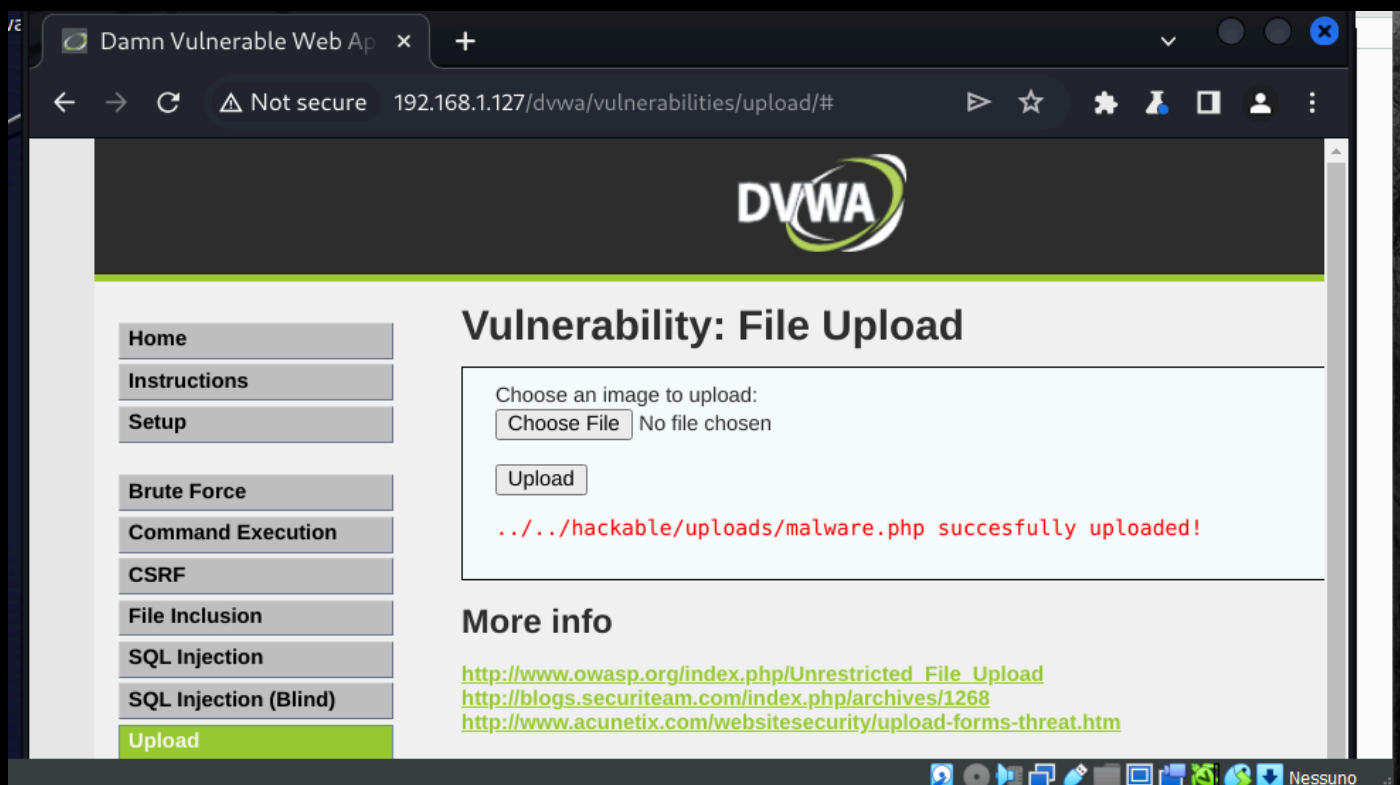 Damn Vulnerable Web Ap
Not secure 192.168.1.127/dvwa/vulnerabilities/upload/#
DVWA
Home
Instructions
Setup
Brute Force
Command Execution
CSRF
File Inclusion
SQL Injection
SQL Injection (Blind)
Upload
Vulnerability: File Upload
Choose an image to upload:
Choose File No file chosen
Upload
../../hackable/uploads/malware.php succesfully uploaded!
More info
http://www.owasp.org/index.php/Unrestricted_File_Upload
http://blogs.securiteam.com/index.php/archives/1268
http://www.acunetix.com/websitesecurity/upload-forms-threat.htm
Nessuno